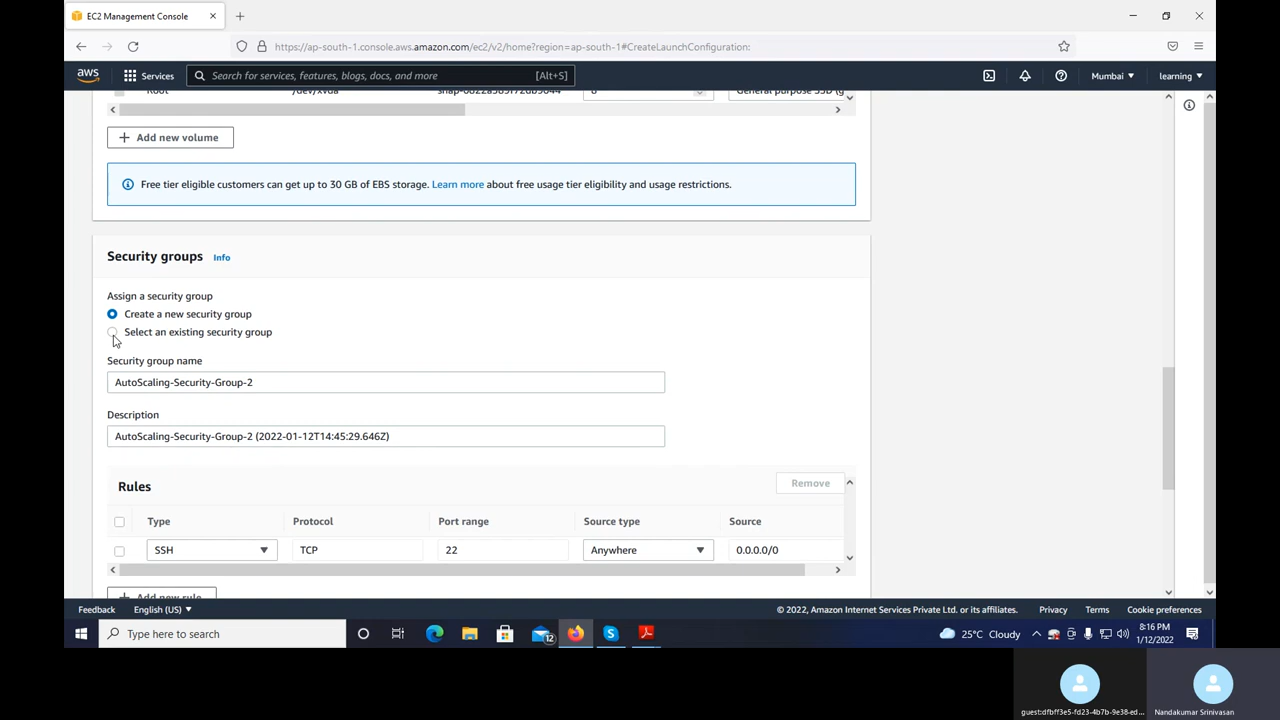 EC2 Management Console
https://ap-south-1.console.aws.amazon.com/ec2/v2/home?region=ap-south-1#CreateLaunchConfiguration:
aws
Services
Search for services, features, blogs, docs, and more
[Alt+S]
Mumbai
learning
Root
/dev/xvda
8
General purpose SSD (g
Add new volume
Free tier eligible customers can get up to 30 GB of EBS storage. Learn more about free usage tier eligibility and usage restrictions.
Security groups Info
Assign a security group
Create a new security group
Select an existing security group
Security group name
AutoScaling-Security-Group-2
Description
AutoScaling-Security-Group-2 (2022-01-12T14:45:29.646Z)
Rules
Remove
Type Protocol Port range Source type Source
SSH TCP 22 Anywhere 0.0.0.0/0
Add new rule
Feedback English (US) © 2022, Amazon Internet Services Private Ltd. or its affiliates. Privacy Terms Cookie preferences
Type here to search
12
25°C Cloudy
8:16 PM
1/12/2022
guest:dfbff3e5-fd23-4b7b-9e38-ed...
Nandakumar Srinivasan